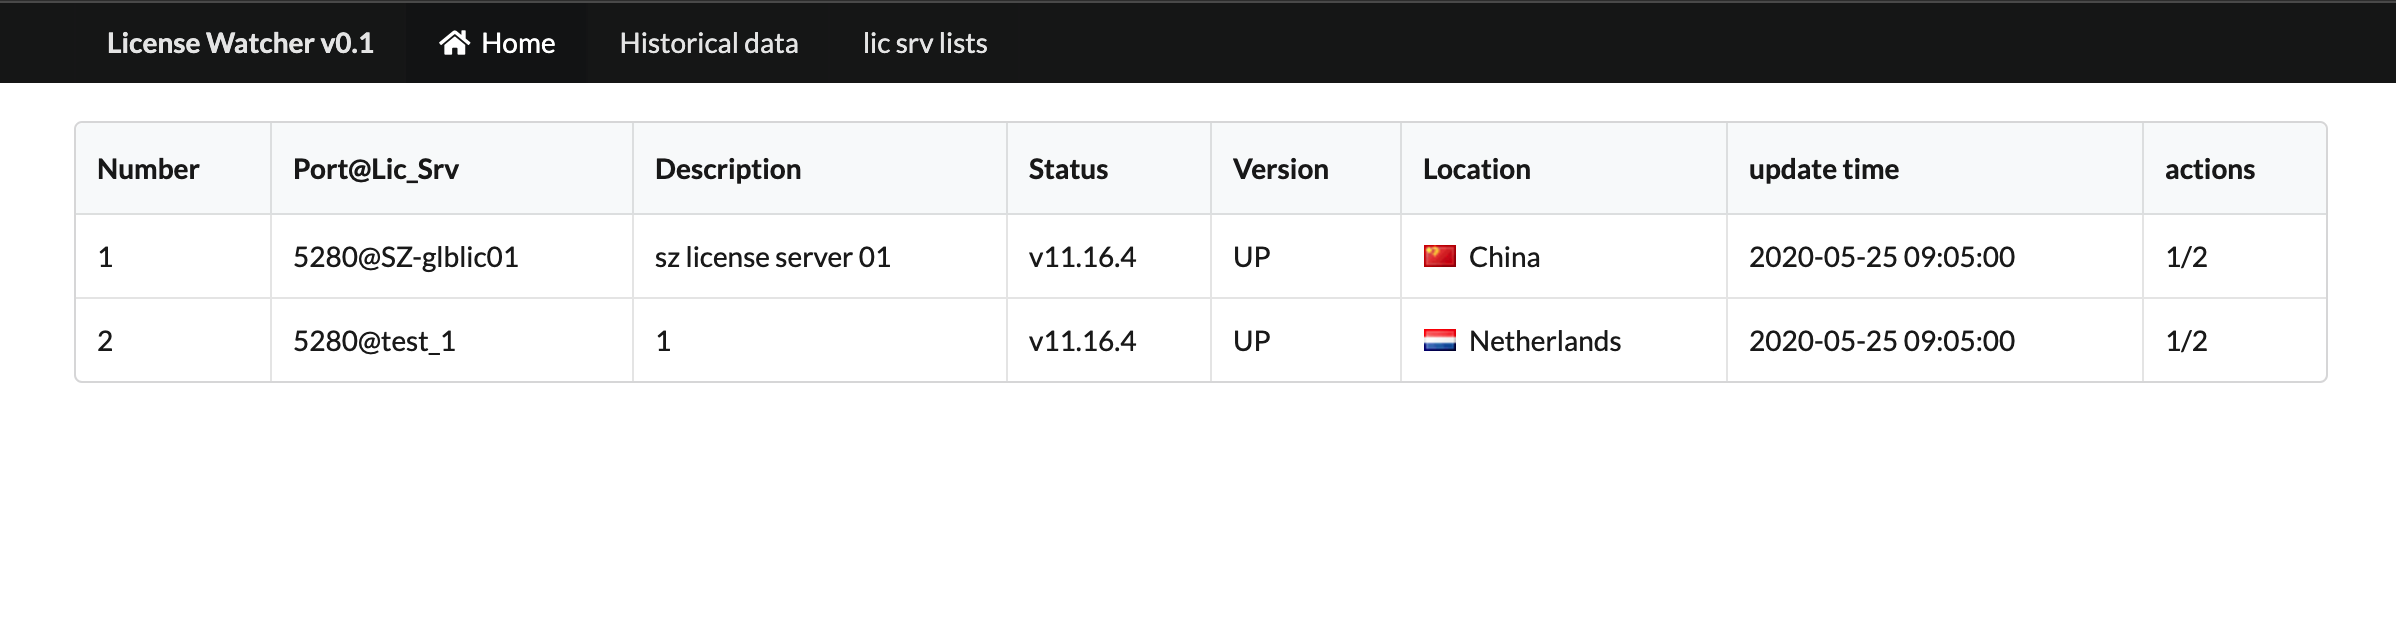 License Watcher v0.1 Home Historical data lic srv lists
Number Port@Lic_Srv Description Status Version Location update time actions
1 5280@SZ-glblic01 sz license server 01 v11.16.4 UP China 2020-05-25 09:05:00 1/2
2 5280@test_1 1 v11.16.4 UP Netherlands 2020-05-25 09:05:00 1/2